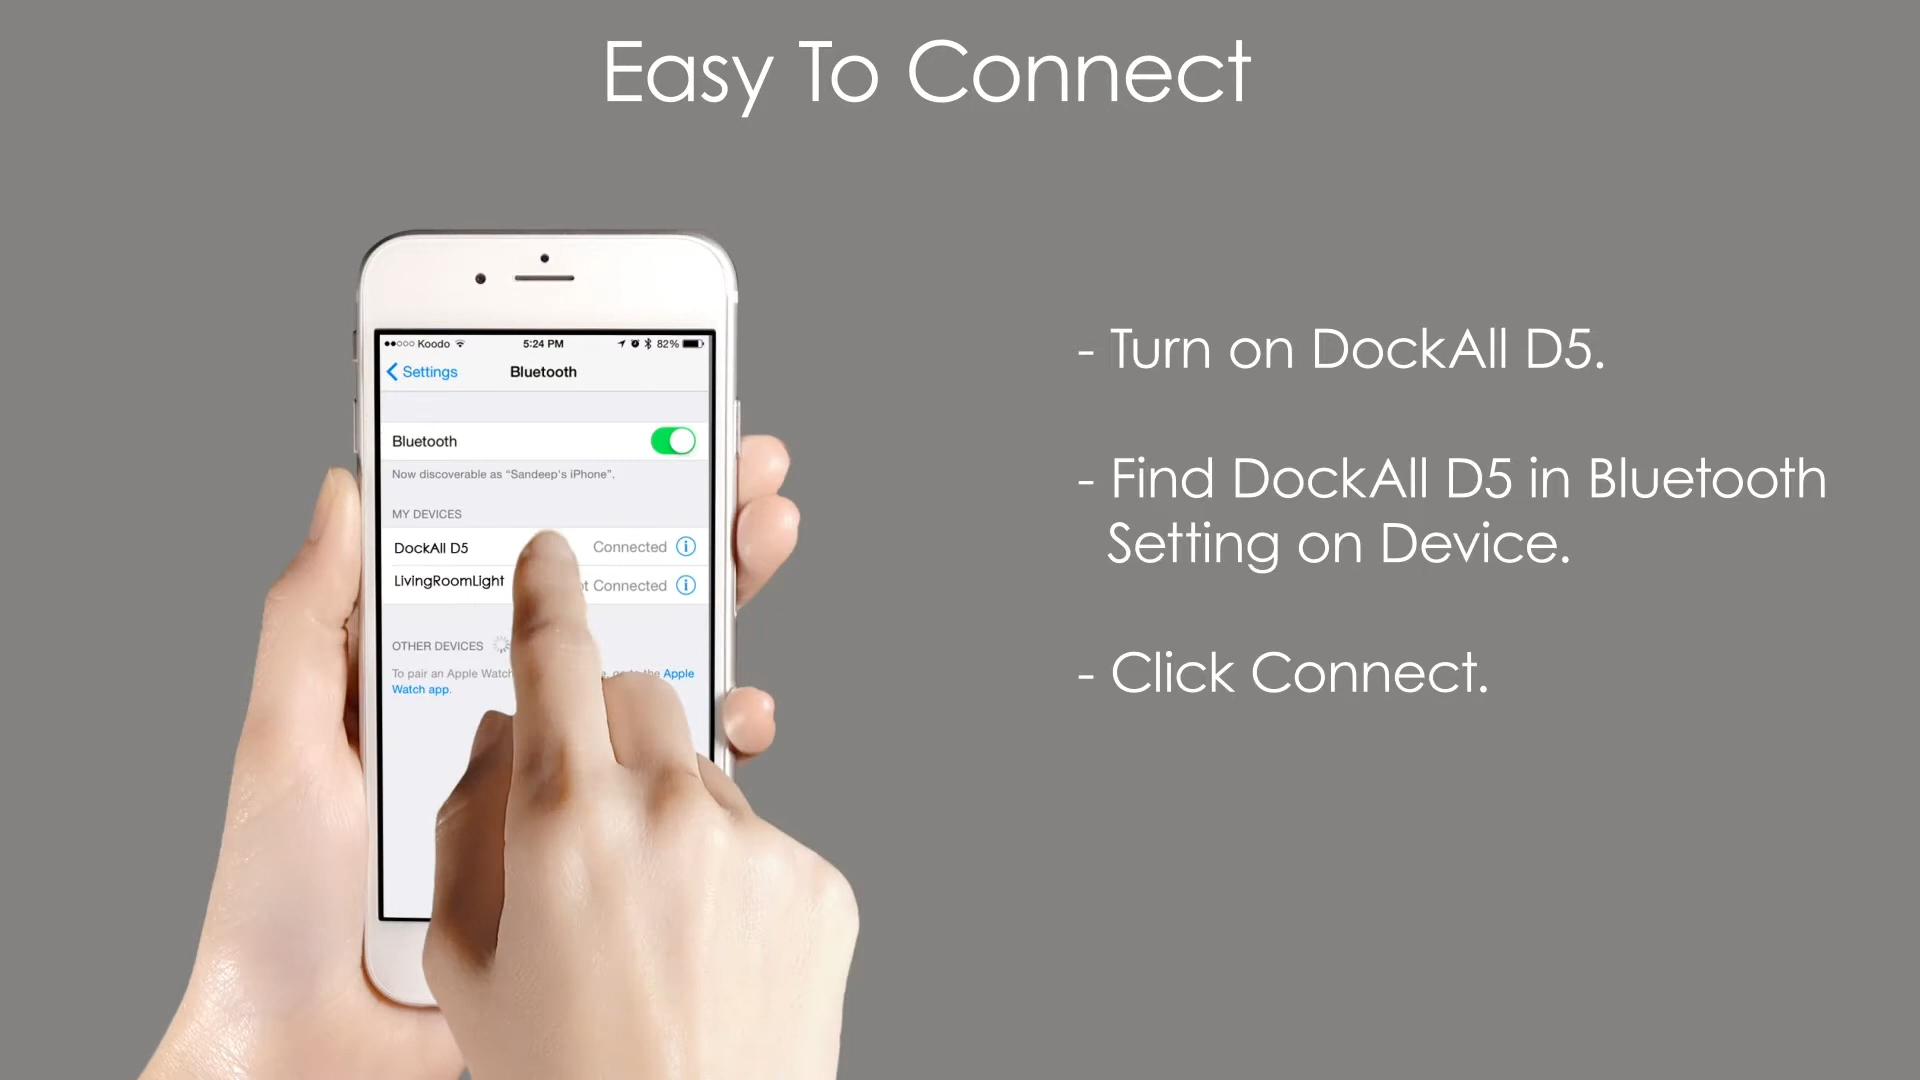 Easy To Connect
Koodo 5:24 PM 82%
Settings Bluetooth
Bluetooth
Now discoverable as “Sandeep's iPhone”.
MY DEVICES
DockAll D5 Connected
LivingRoomLight Connected
OTHER DEVICES
To pair an Apple Watch the Apple
Watch app.
- Turn on DockAll D5.
- Find DockAll D5 in Bluetooth
Setting on Device.
- Click Connect.